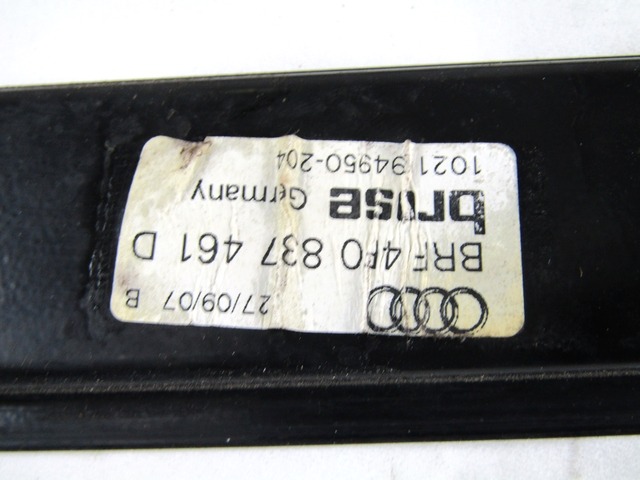 27/09/07 B
BRF 4F0 837 461 D
brose Germany
1021 94950-204